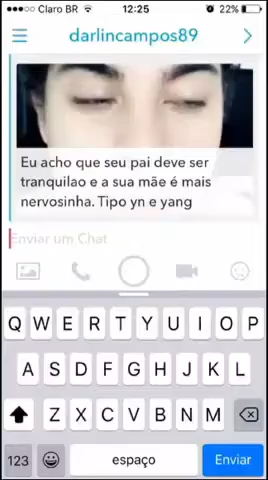 Claro BR 12:25 22%
darlincampos89
Eu acho que seu pai deve ser
tranquilao e a sua mãe é mais
nervosinha. Tipo yn e yang
Enviar um Chat
Q W E R T Y U I O P
A S D F G H J K L
Z X C V B N M
123 espaço Enviar